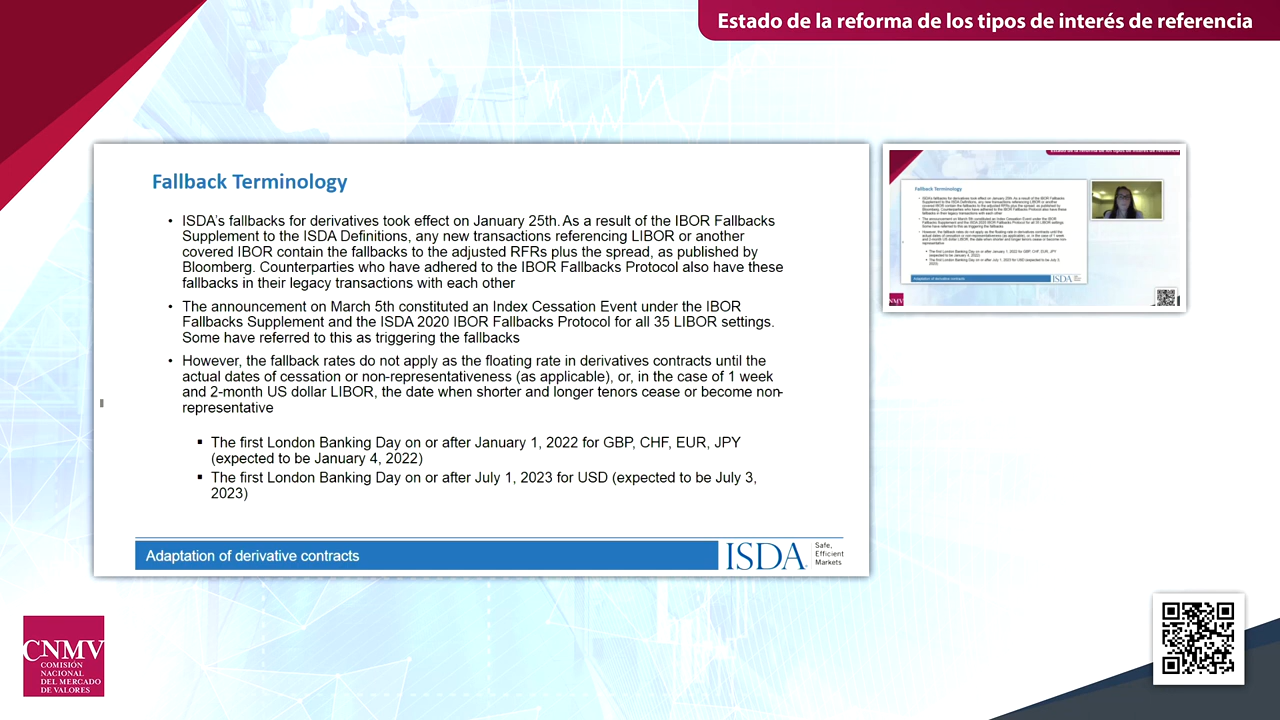 Estado de la reforma de los tipos de interés de referencia
Fallback Terminology
• ISDA's fallbacks for derivatives took effect on January 25th. As a result of the IBOR Fallbacks
Supplement to the ISDA Definitions, any new transactions referencing LIBOR or another
covered IBOR contain the fallbacks to the adjusted RFRs plus the spread, as published by
Bloomberg. Counterparties who have adhered to the IBOR Fallbacks Protocol also have these
fallbacks in their legacy transactions with each other
• The announcement on March 5th constituted an Index Cessation Event under the IBOR
Fallbacks Supplement and the ISDA 2020 IBOR Fallbacks Protocol for all 35 LIBOR settings.
Some have referred to this as triggering the fallbacks
• However, the fallback rates do not apply as the floating rate in derivatives contracts until the
actual dates of cessation or non-representativeness (as applicable), or, in the case of 1 week
and 2-month US dollar LIBOR, the date when shorter and longer tenors cease or become non-
representative
▪ The first London Banking Day on or after January 1, 2022 for GBP, CHF, EUR, JPY
(expected to be January 4, 2022)
▪ The first London Banking Day on or after July 1, 2023 for USD (expected to be July 3,
2023)
Adaptation of derivative contracts
ISDA
Safe,
Efficient
Markets
Fallback Terminology
Adaptation of derivative contracts
ISDA
CNMV
CNMV
COMISIÓN
NACIONAL
DEL MERCADO
DE VALORES